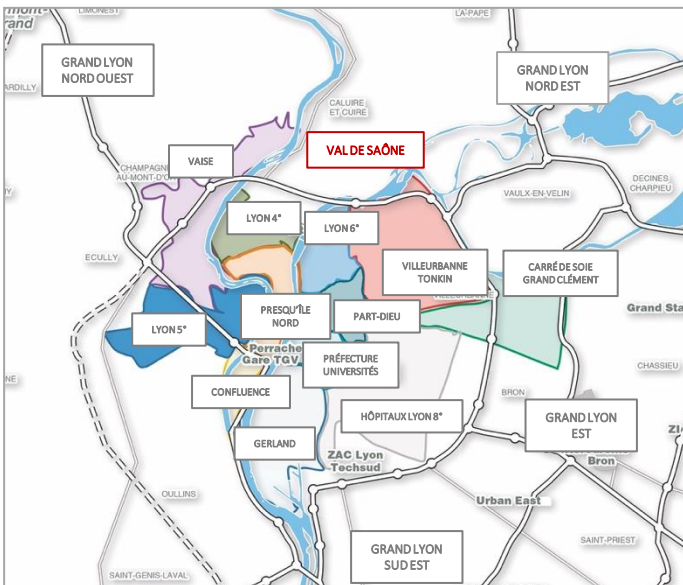 LIMONEST
rand
LA-PAPE
GRAND LYON
NORD OUEST
GRAND LYON
NORD EST
ARDILLY
CALUIRE
ET CUIRE
VAL DE SAÔNE
VAISE
CHAMPAGNE
AU-MONT-D'O
DECINES
CHARPIEU
VAULX-EN-VELIN
LYON 4°
LYON 6°
ECULLY
VILLEURBANNE
TONKIN
CARRÉ DE SOIE
GRAND CLÉMENT
PRESQU'ÎLE
NORD
PART-DIEU
Grand Sta
LYON 5°
Perrache
Gare TGV
PRÉFECTURE
UNIVERSITÉS
CHASSIEU
CONFLUENCE
BRON
HÔPITAUX LYON 8°
GRAND LYON
EST
GERLAND
ZAC Lyon
Techsud
Bron
ZI
OULLINS
Urban East
SAINT-PRIEST
GRAND LYON
SUD EST
SAINT-GENIS-LAVAL